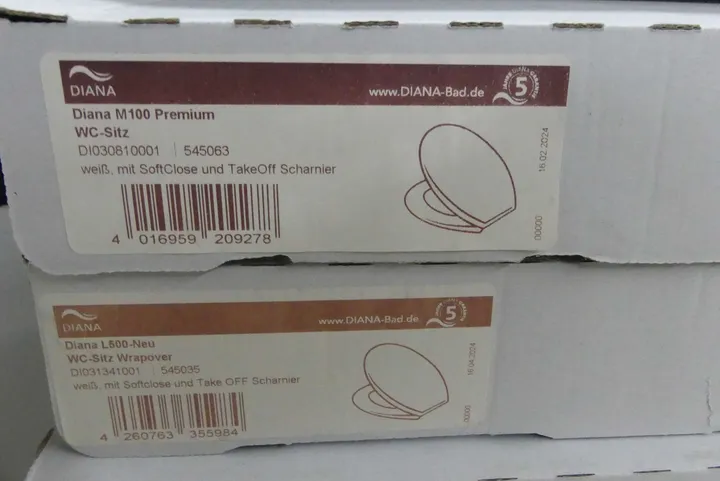 DIANA
www.DIANA-Bad.de
5
Diana M100 Premium
WC-Sitz
DI030810001 545063
weiß, mit SoftClose und TakeOff Scharnier
4 016959 209278
16.02.2024
00000
DIANA
www.DIANA-Bad.de
5
Diana L500-Neu
WC-Sitz Wrapover
DI031341001 545035
weiß, mit Softclose und Take OFF Scharnier
4 260763 355984